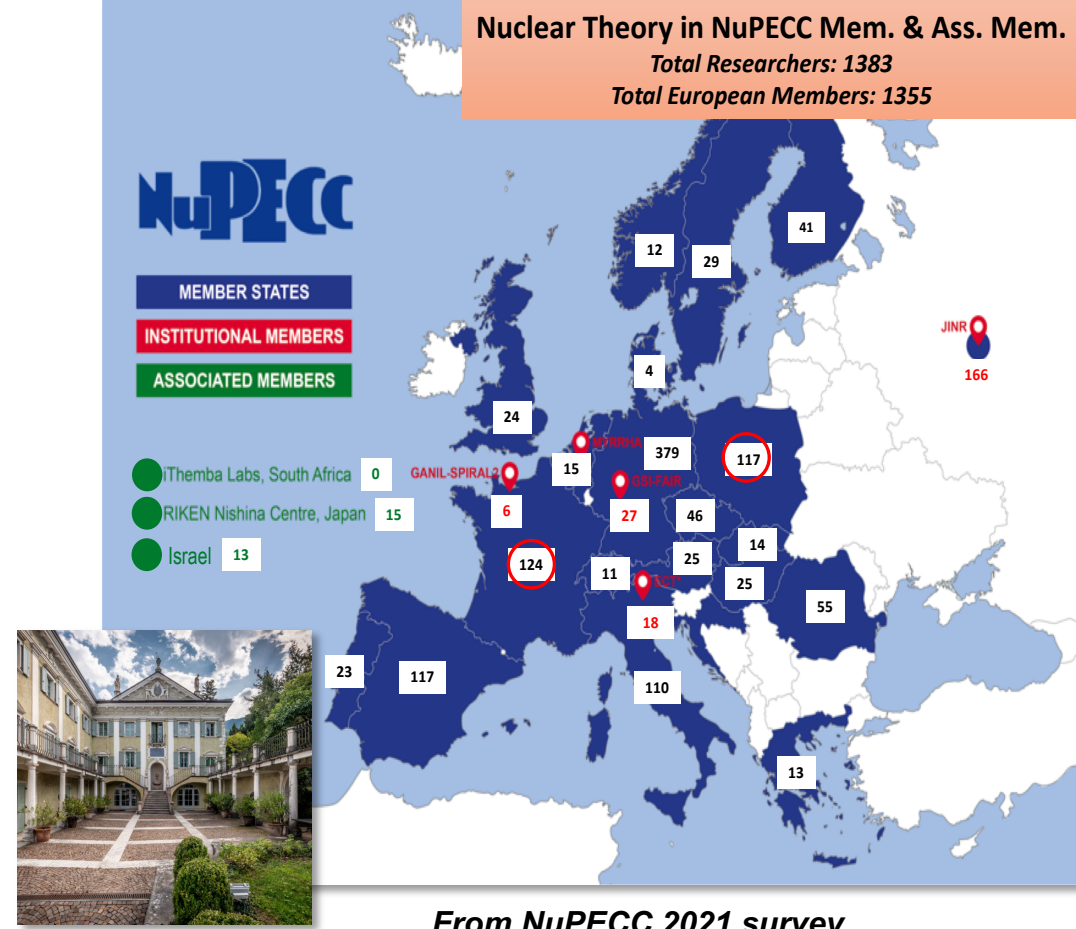 Nuclear Theory in NuPECC Mem. & Ass. Mem.
Total Researchers: 1383
Total European Members: 1355
NuPECC
MEMBER STATES
INSTITUTIONAL MEMBERS
ASSOCIATED MEMBERS
41
12
29
JINR
166
4
24
MYRRHA
379
117
15
GANIL-SPIRAL2
GSI-FAIR
iThemba Labs, South Africa 0
RIKEN Nishina Centre, Japan 15
Israel 13
6
27
46
14
124
25
11
ECT*
25
18
55
23
117
110
13
From NuPECC 2021 survey